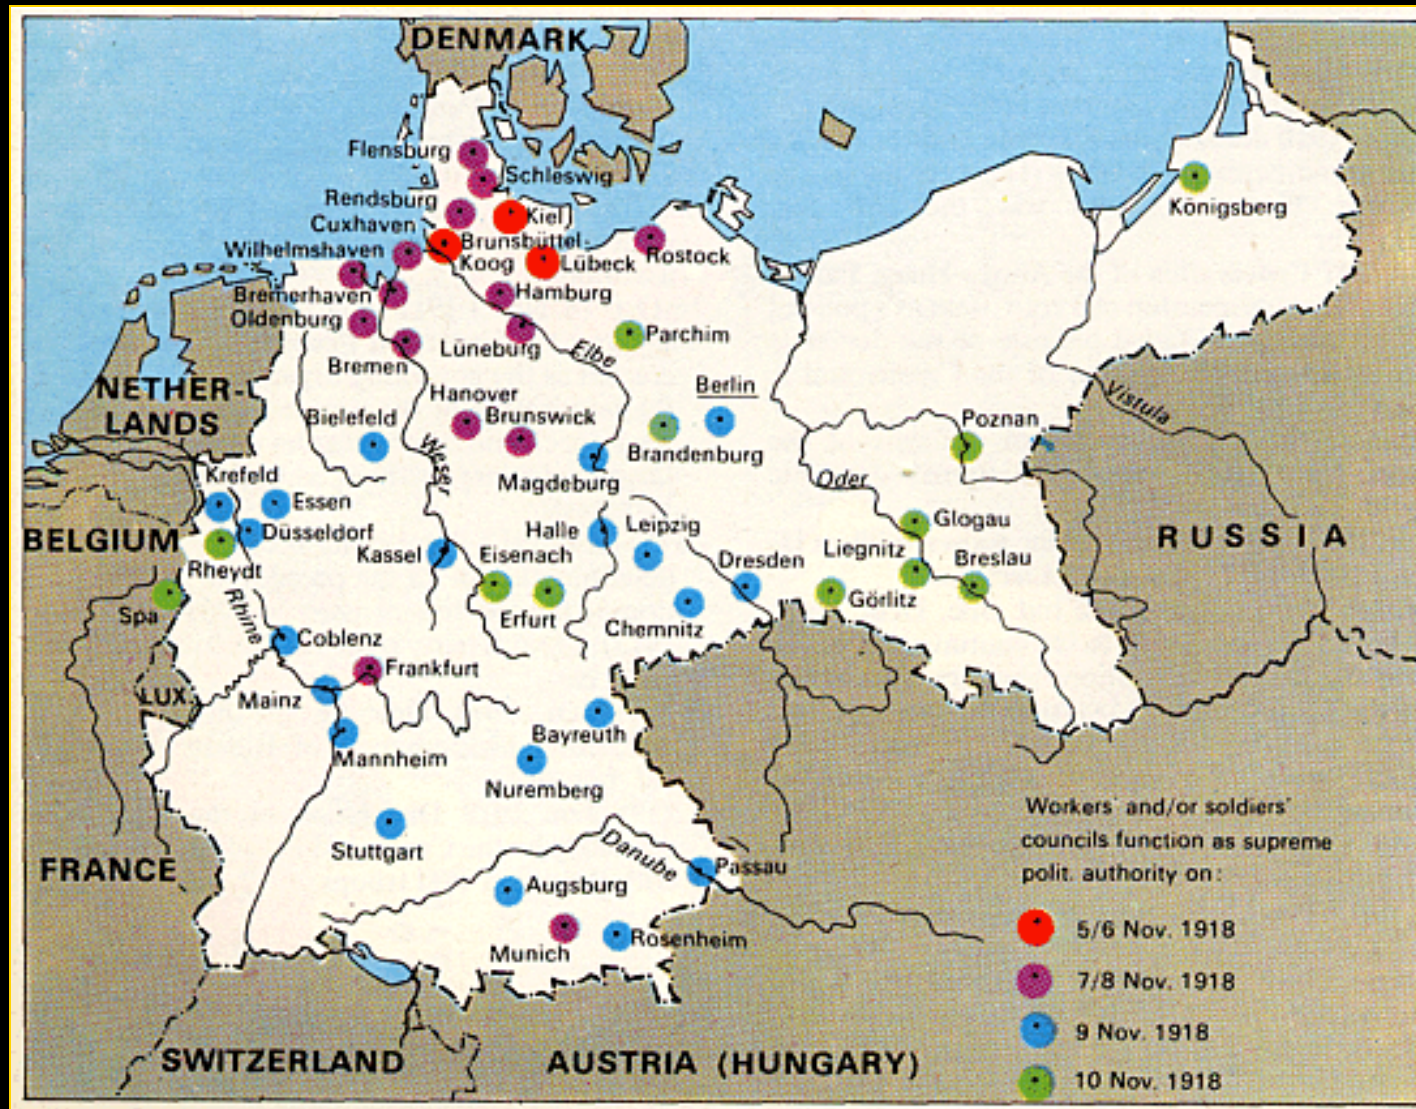 DENMARK
Flensburg
Schleswig
Rendsburg
Kiel
Cuxhaven
Brunsbüttel-
Koog
Wilhelmshaven
Lübeck
Rostock
Königsberg
Bremerhaven
Hamburg
Oldenburg
Lüneburg
Elbe
Parchim
Bremen
NETHER-
LANDS
Hanover
Berlin
Vistula
Bielefeld
Brunswick
Poznan
Weser
Brandenburg
Magdeburg
Oder
Krefeld
Essen
BELGIUM
Düsseldorf
Halle
Leipzig
Glogau
RUSSIA
Kassel
Eisenach
Liegnitz
Breslau
Rheydt
Dresden
Spa
Rhine
Erfurt
Chemnitz
Görlitz
Coblenz
Frankfurt
LUX.
Mainz
Bayreuth
Mannheim
Nuremberg
Stuttgart
Danube
Passau
FRANCE
Augsburg
Munich
Rosenheim
SWITZERLAND
AUSTRIA (HUNGARY)
Workers' and/or soldiers'
councils function as supreme
polit. authority on:
5/6 Nov. 1918
7/8 Nov. 1918
9 Nov. 1918
10 Nov. 1918